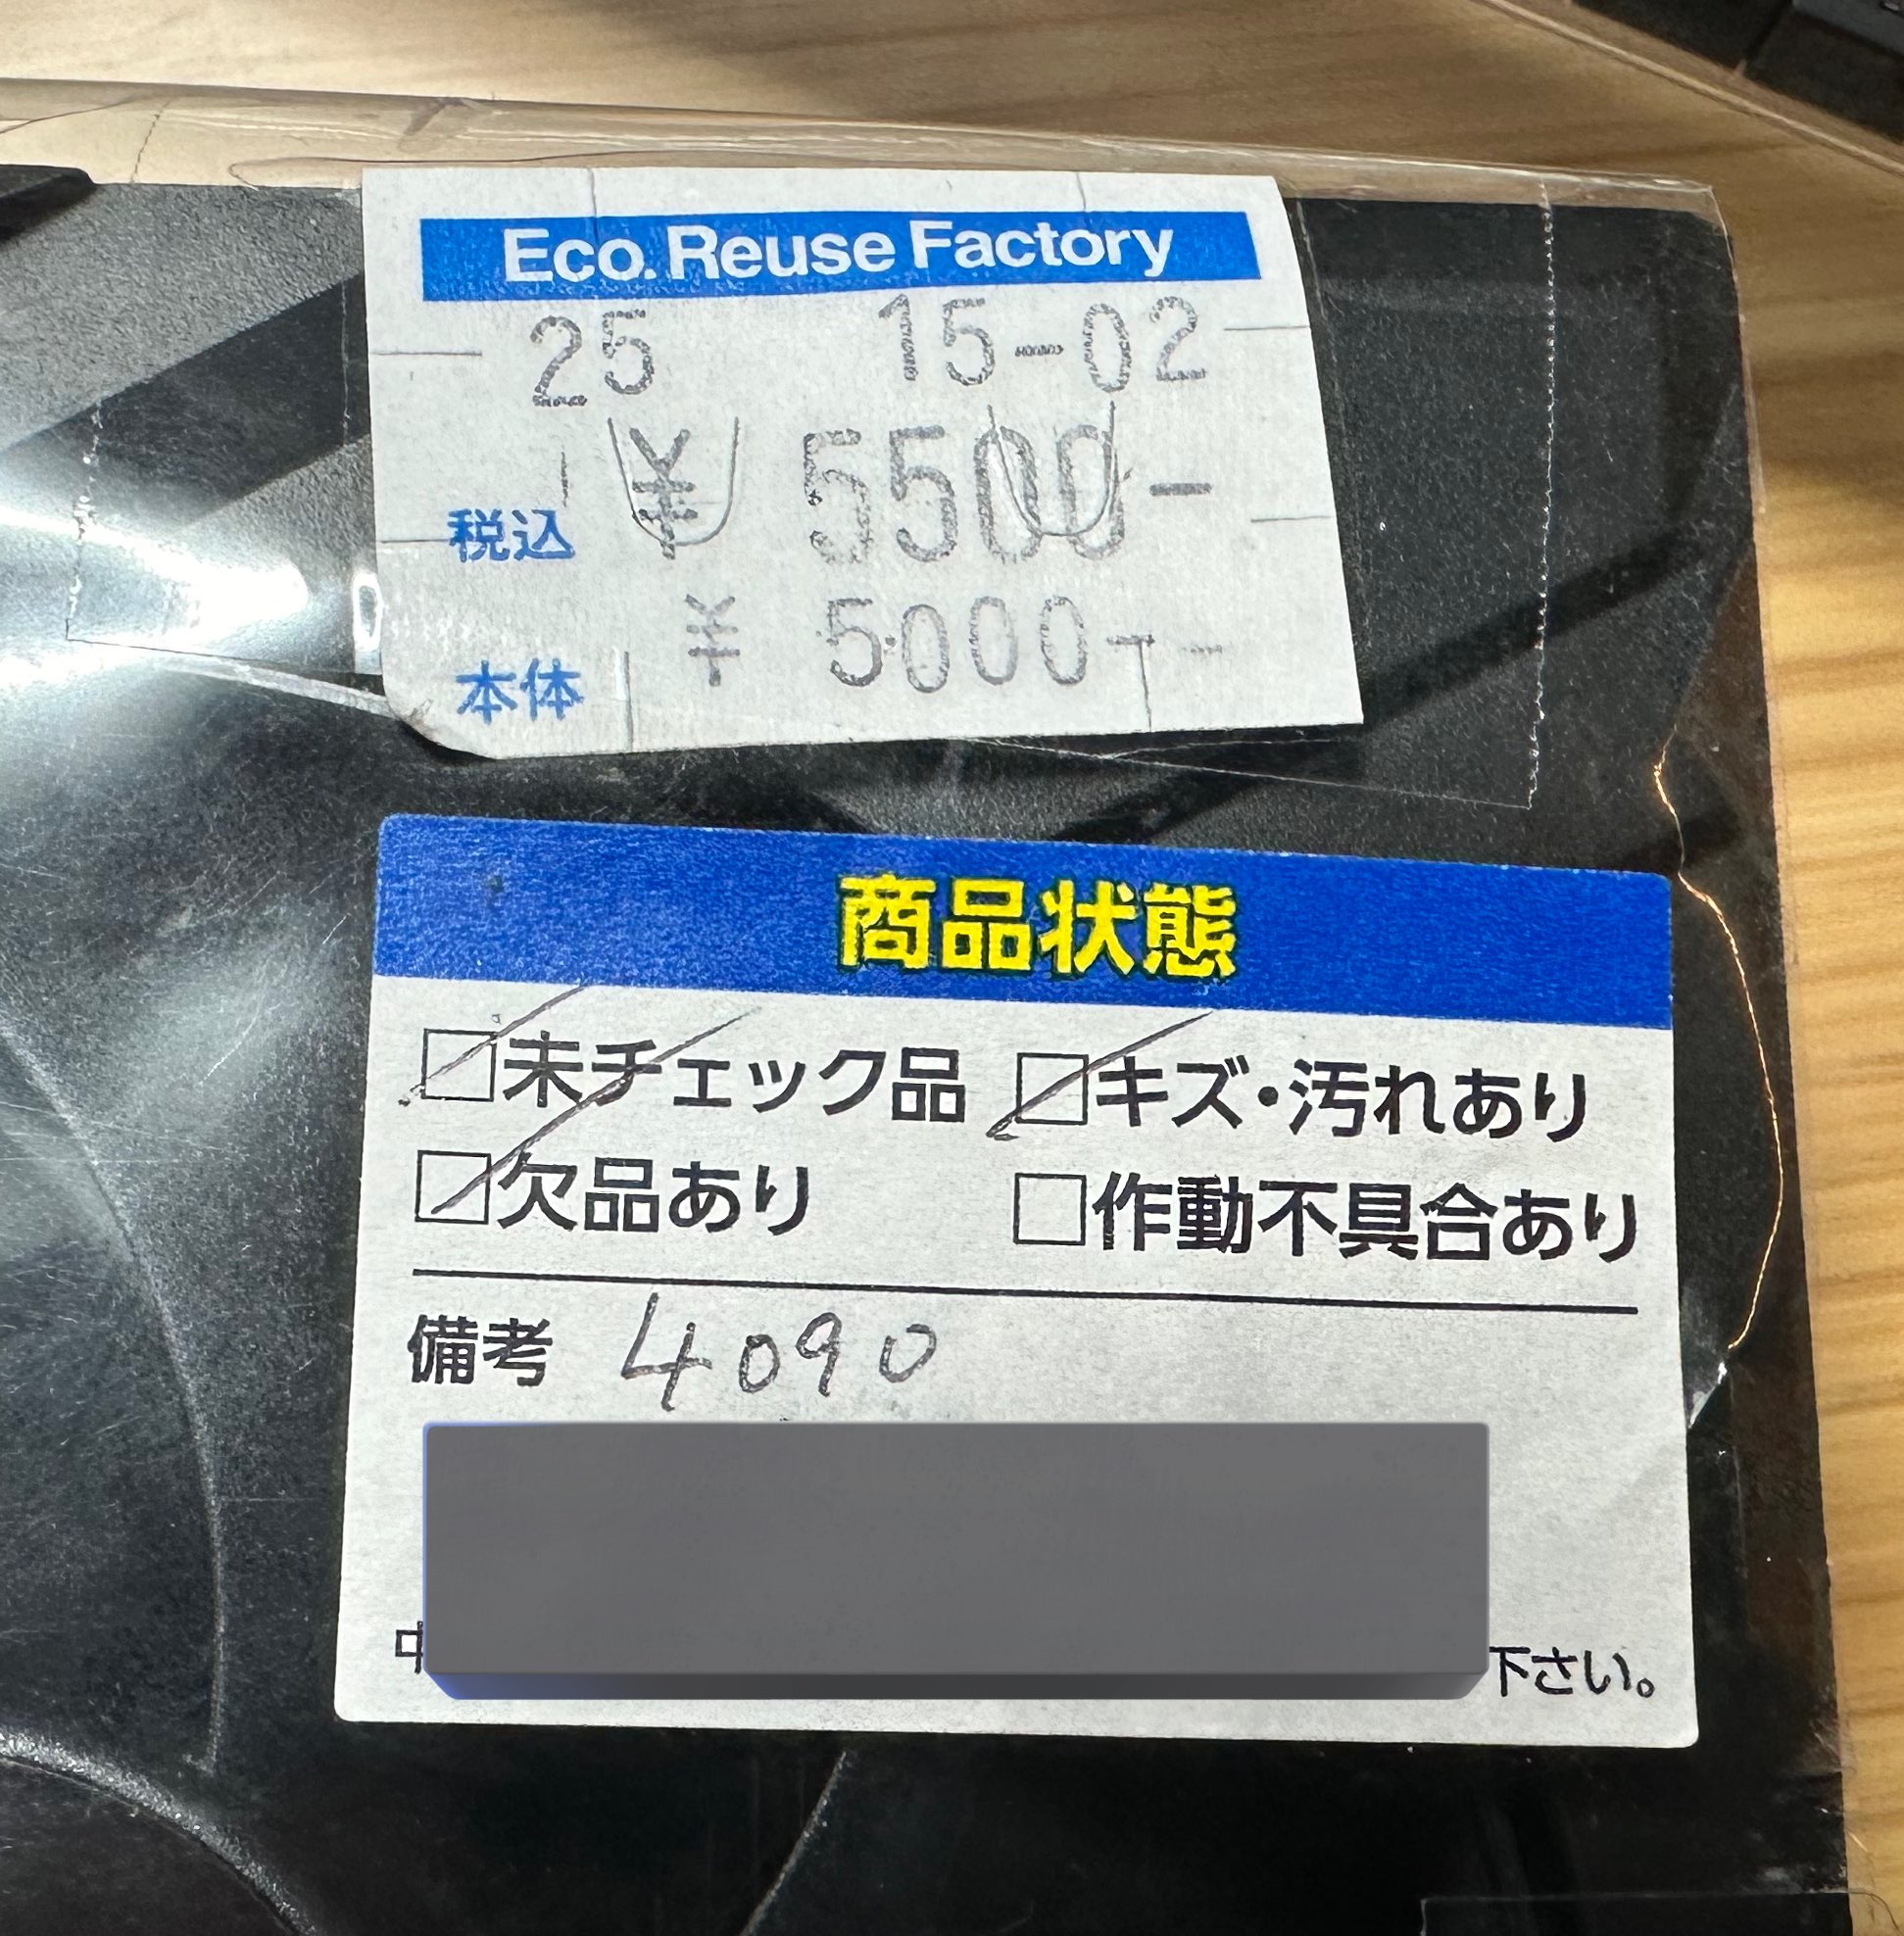 Eco. Reuse Factory
25 15-02
税込 ¥ 5500-
本体 ¥ 5000--
商品状態
□未チェック品 □キズ・汚れあり
□欠品あり □作動不具合あり
備考 4090
中 下さい。